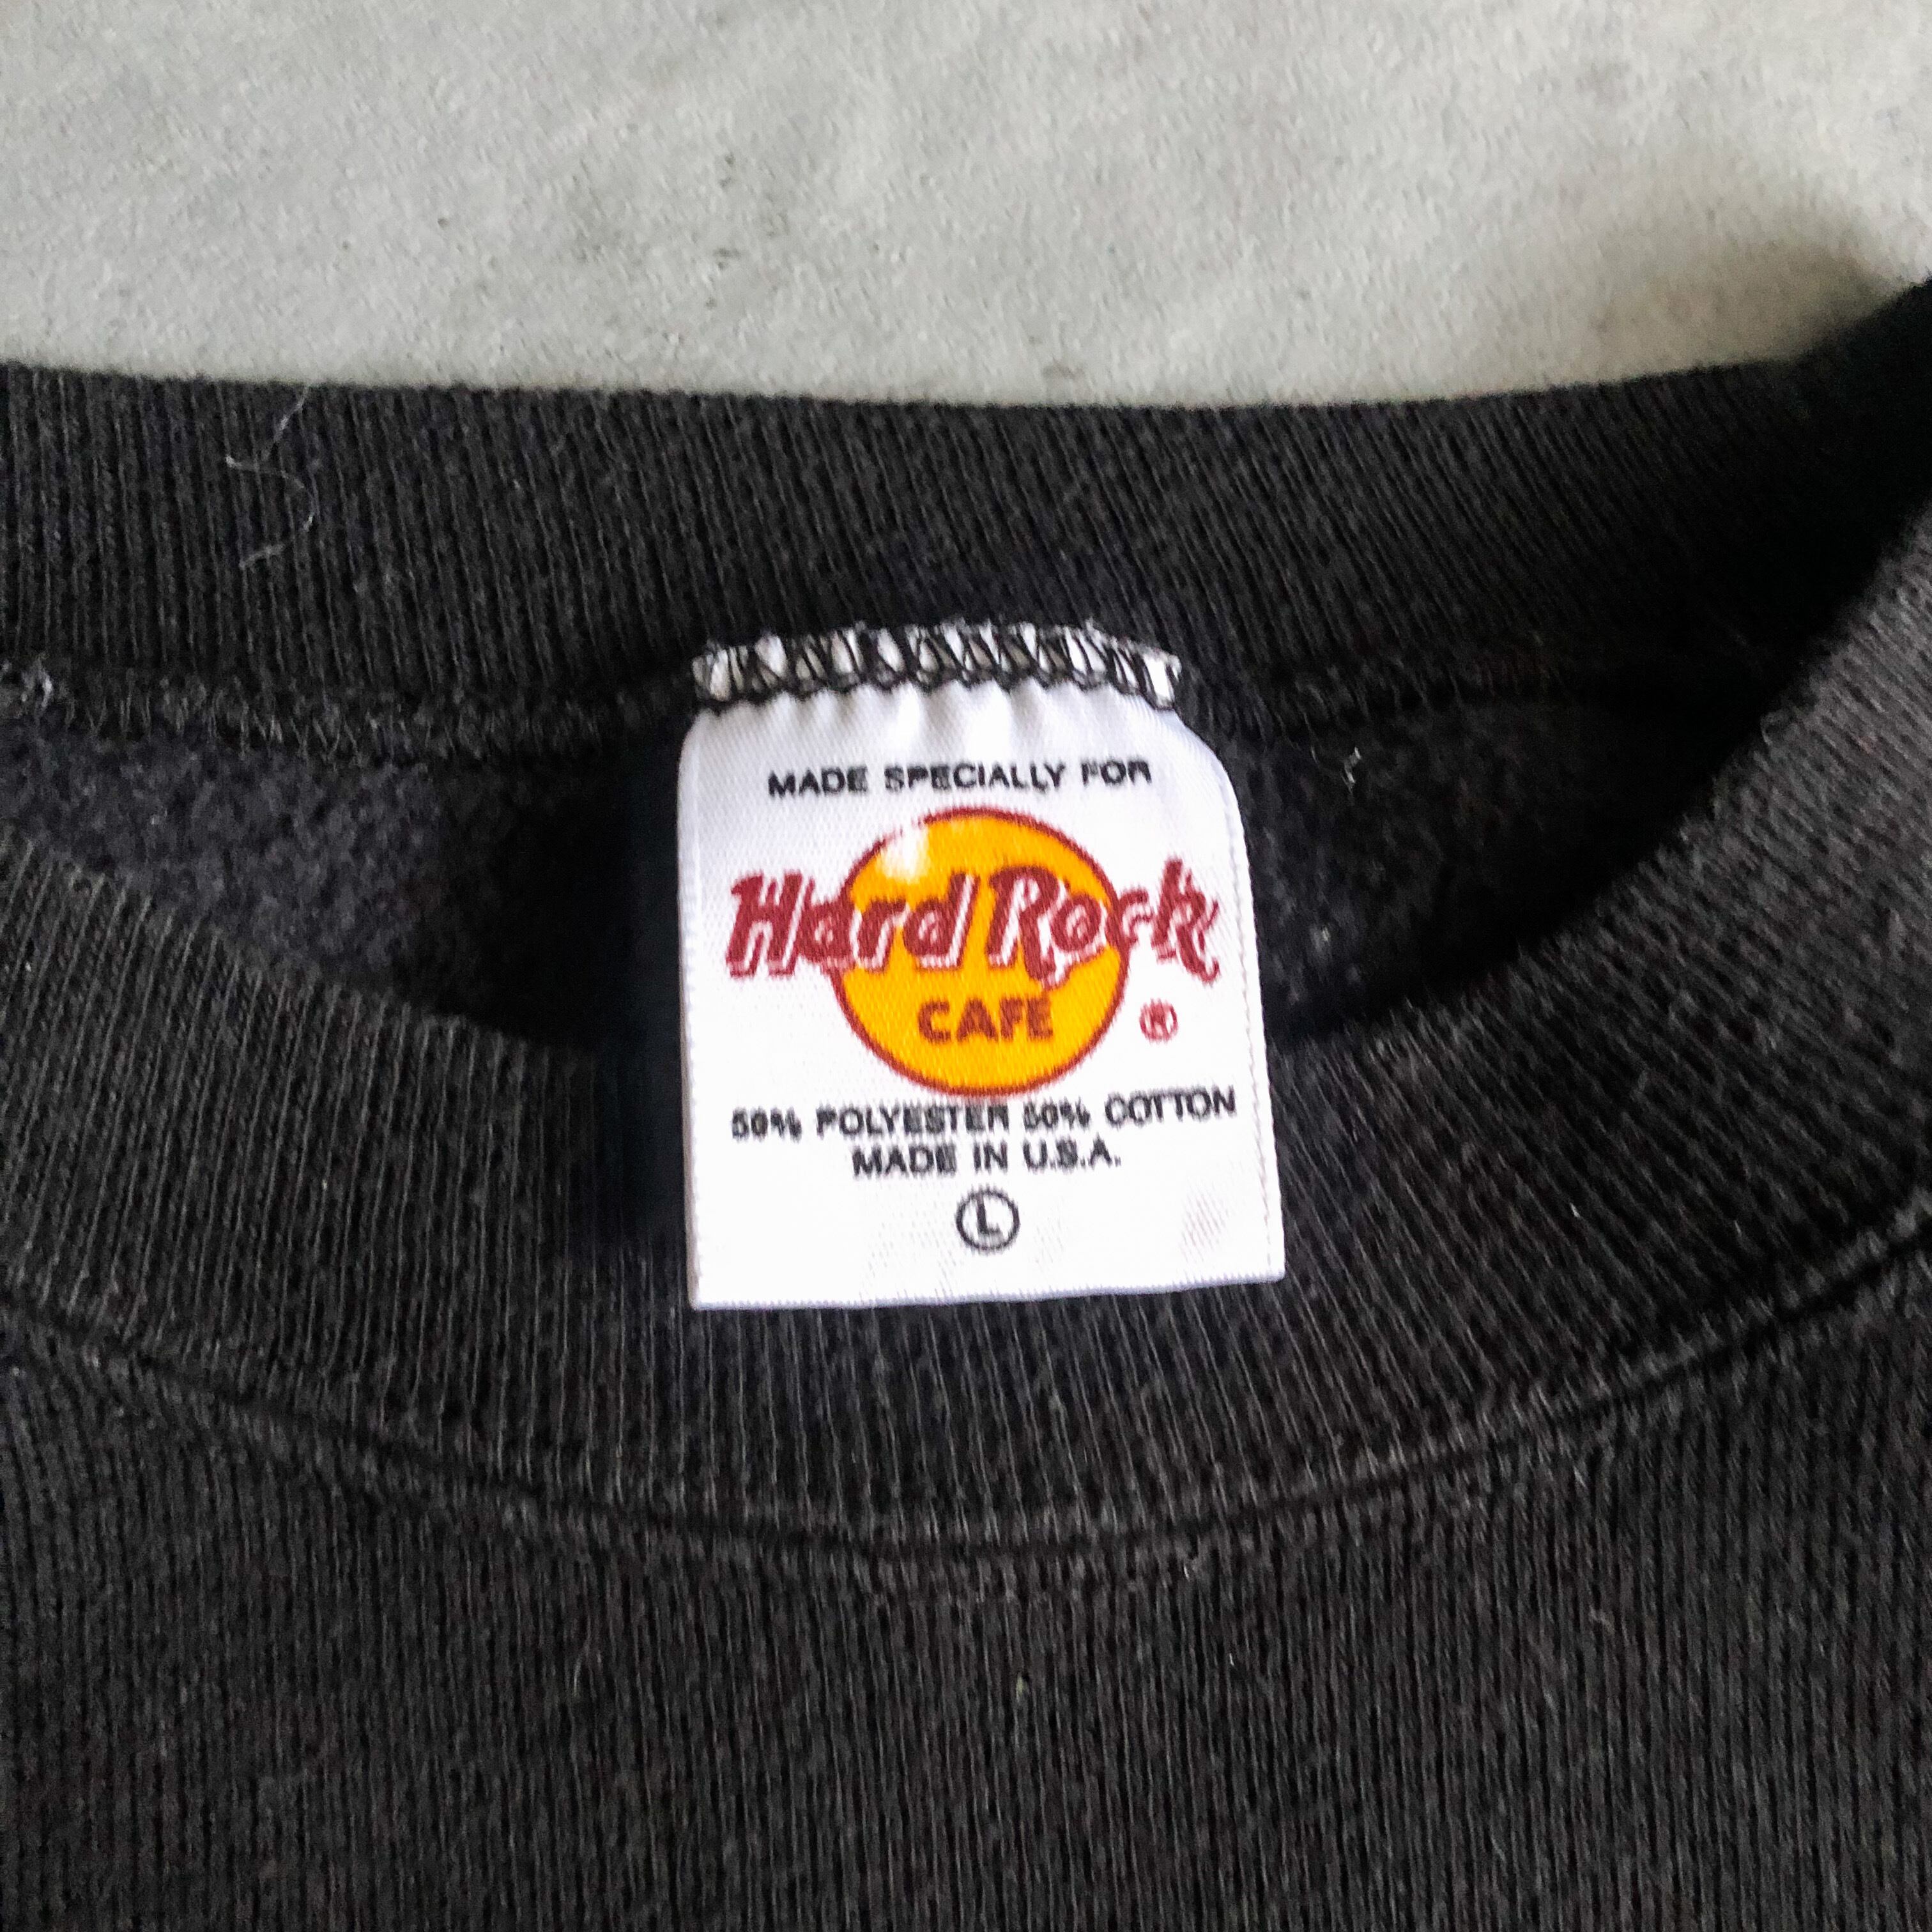 MADE SPECIALLY FOR
Hard Rock
CAFE ®
50% POLYESTER 50% COTTON
MADE IN U.S.A.
L